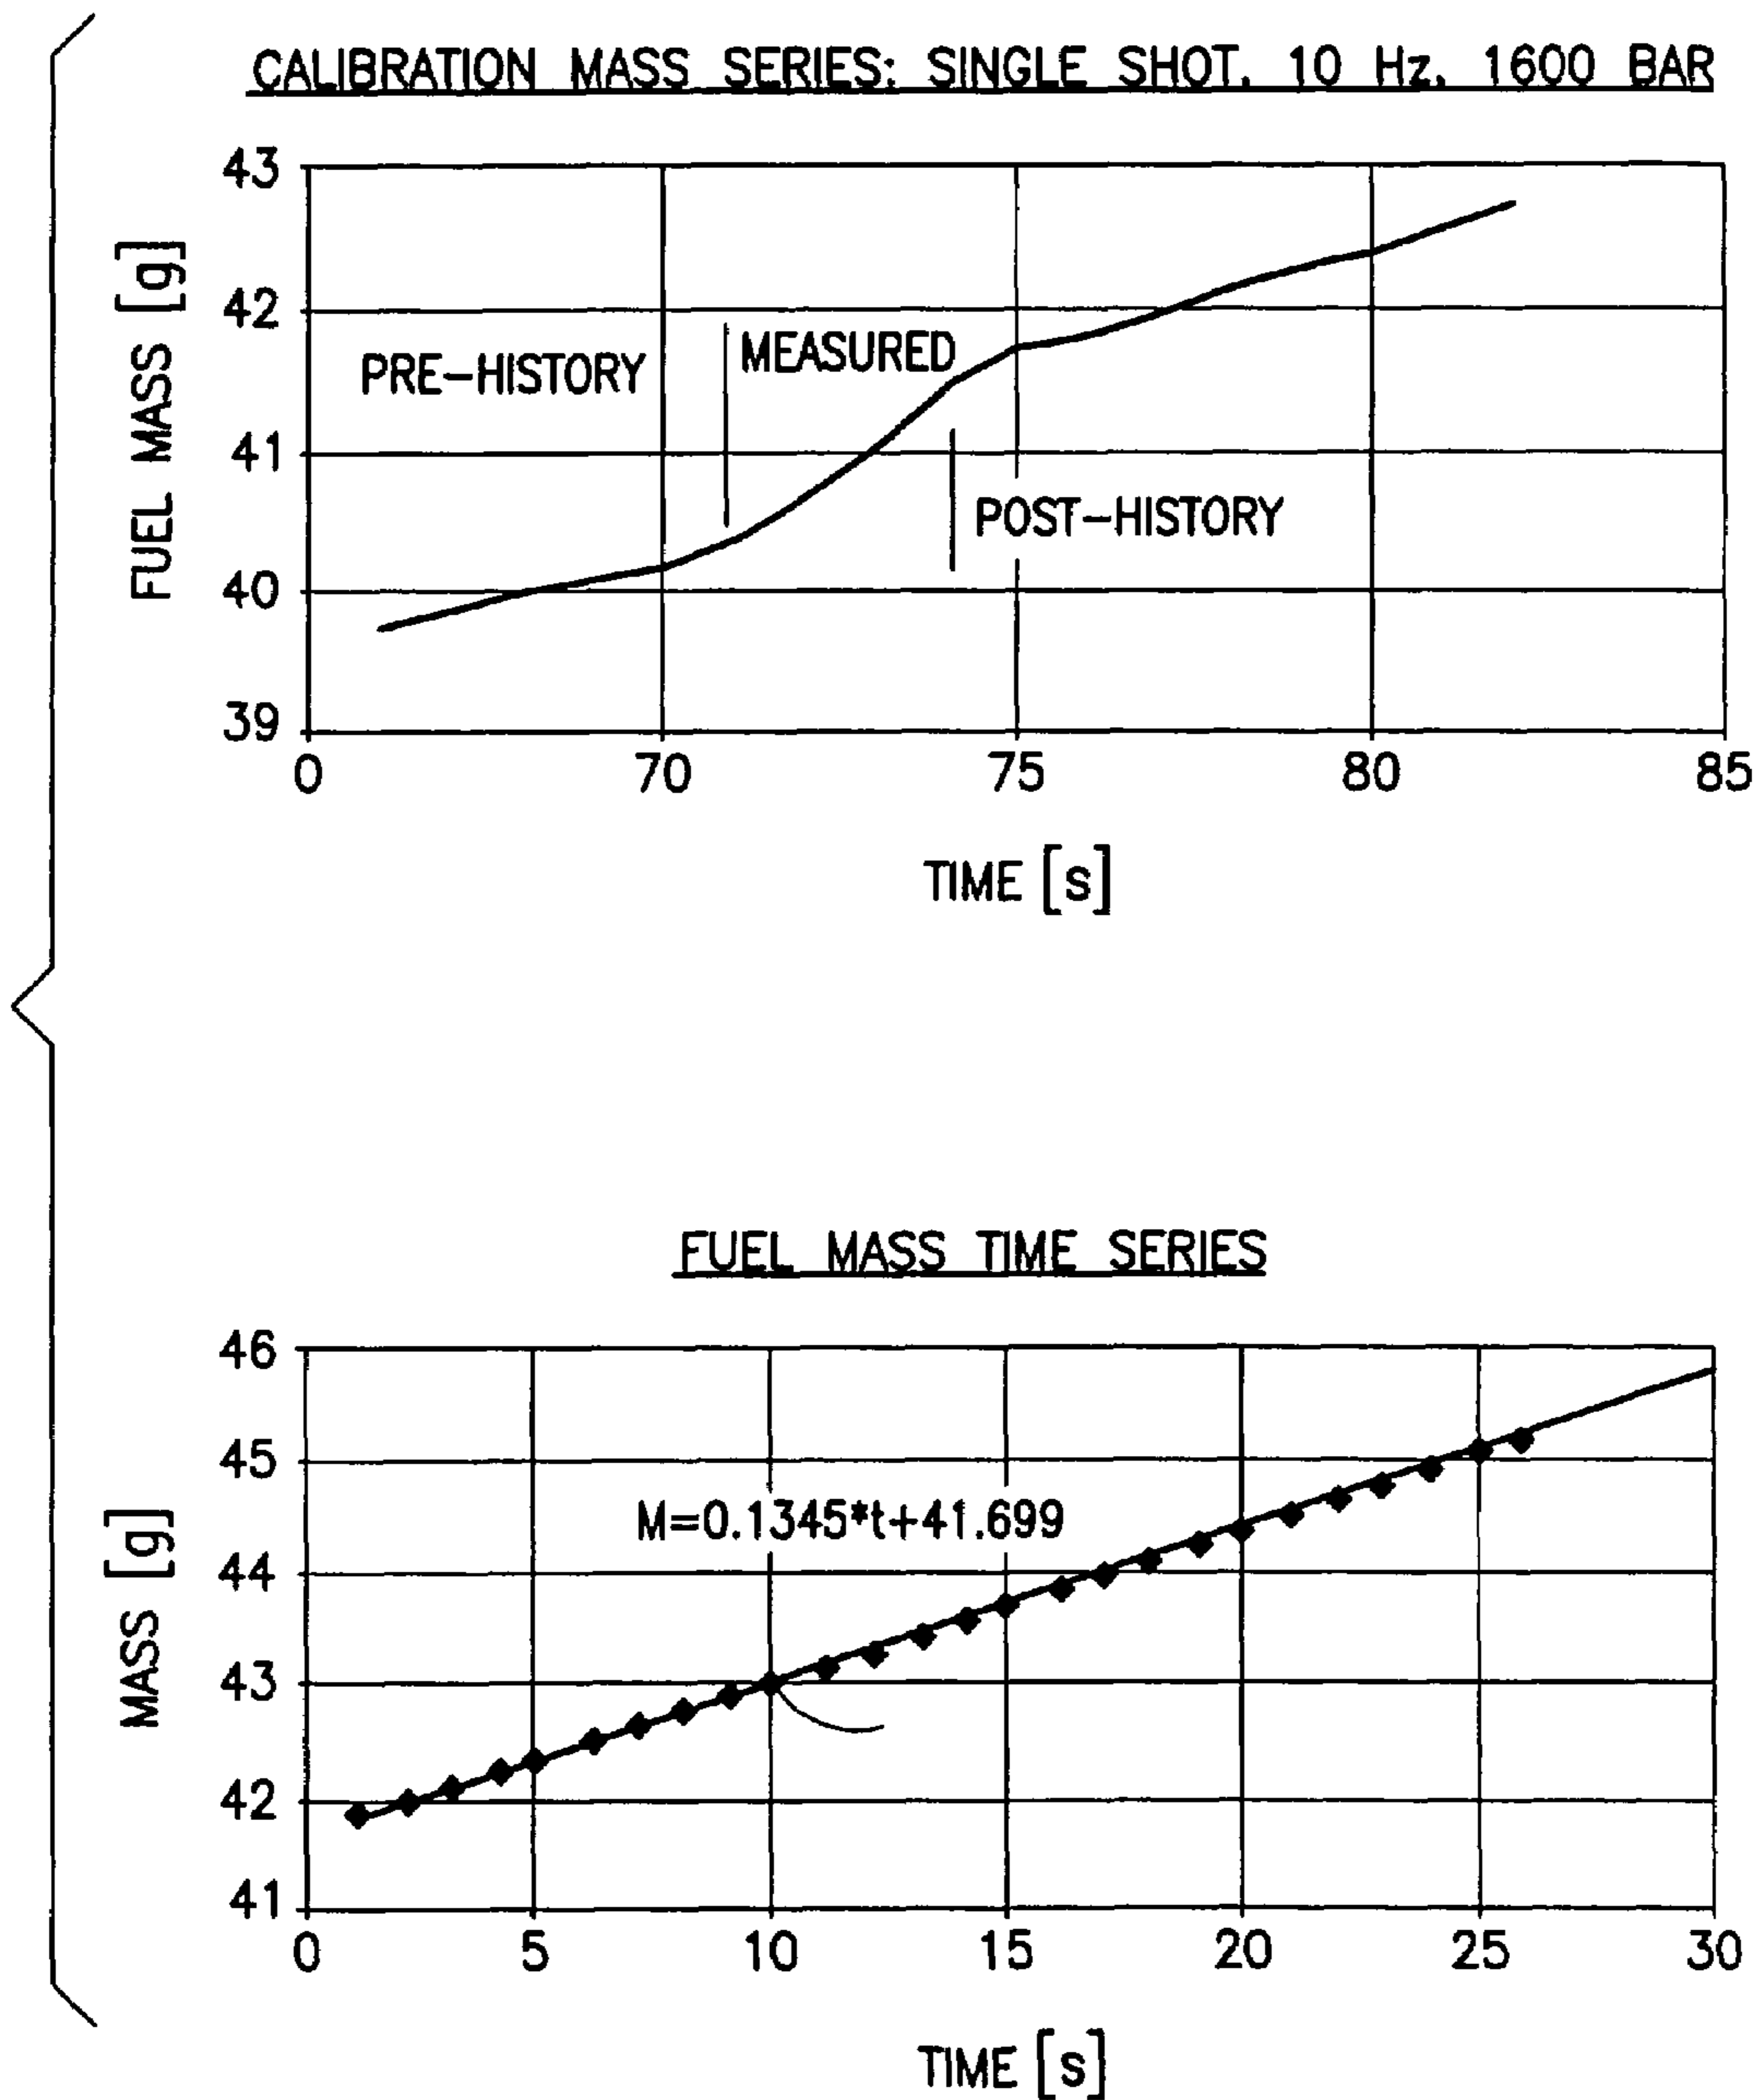 CALIBRATION MASS SERIES: SINGLE SHOT, 10 Hz, 1600 BAR
43
42
41
40
39
FUEL MASS [g]
PRE-HISTORY
MEASURED
POST-HISTORY
0 70 75 80 85
TIME [s]
FUEL MASS TIME SERIES
46
45
44
43
42
41
MASS [g]
M=0.1345*t+41.699
0 5 10 15 20 25 30
TIME [s]